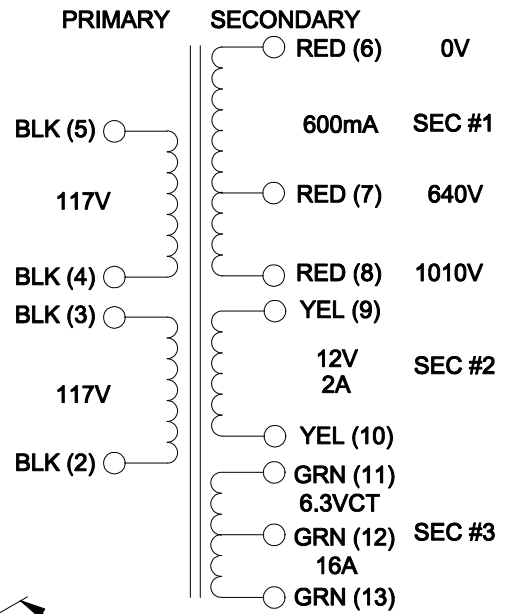 PRIMARY SECONDARY
RED (6) 0V
600mA SEC #1
BLK (5)
117V
RED (7) 640V
BLK (4)
RED (8) 1010V
BLK (3)
YEL (9)
12V
2A
SEC #2
117V
YEL (10)
BLK (2)
GRN (11)
6.3VCT
GRN (12) SEC #3
16A
GRN (13)